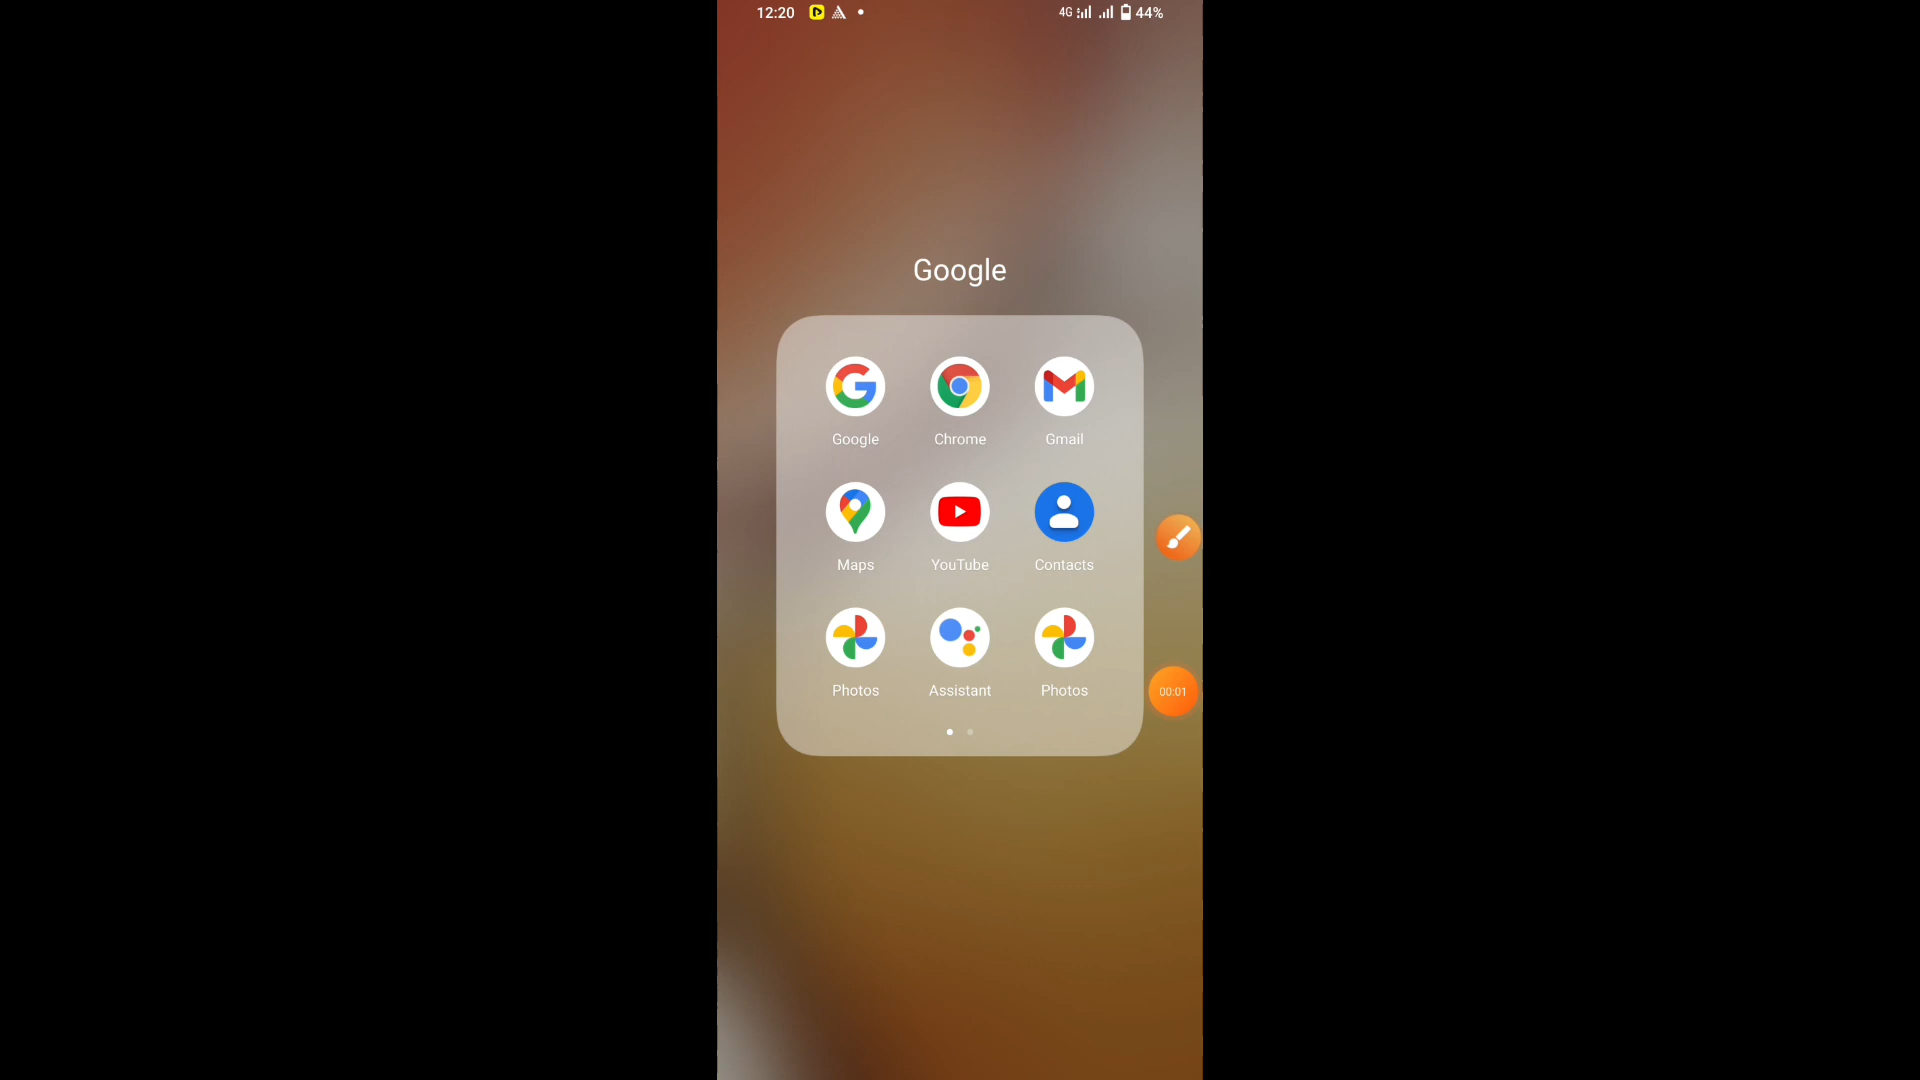 12:20 4G 44%
Google
Google Chrome Gmail
Maps YouTube Contacts
Photos Assistant Photos
00:01